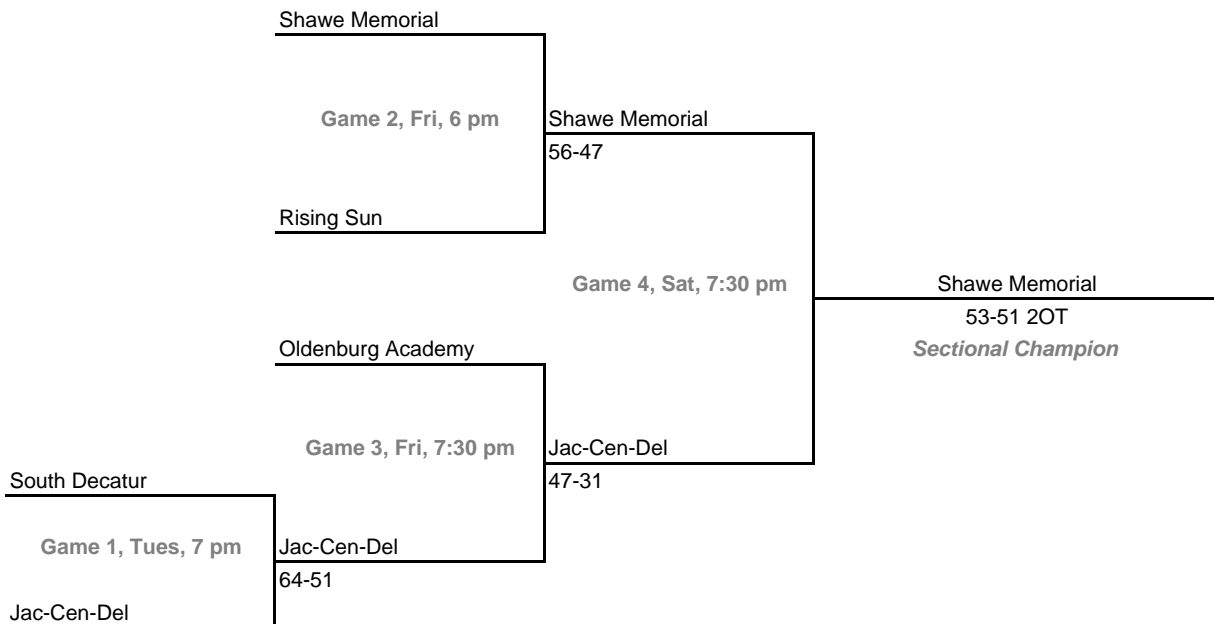 Shawe Memorial
Game 2, Fri, 6 pm
Shawe Memorial
56-47
Rising Sun
Game 4, Sat, 7:30 pm
Shawe Memorial
53-51 2OT
Sectional Champion
Oldenburg Academy
Game 3, Fri, 7:30 pm
Jac-Cen-Del
47-31
South Decatur
Game 1, Tues, 7 pm
Jac-Cen-Del
64-51
Jac-Cen-Del